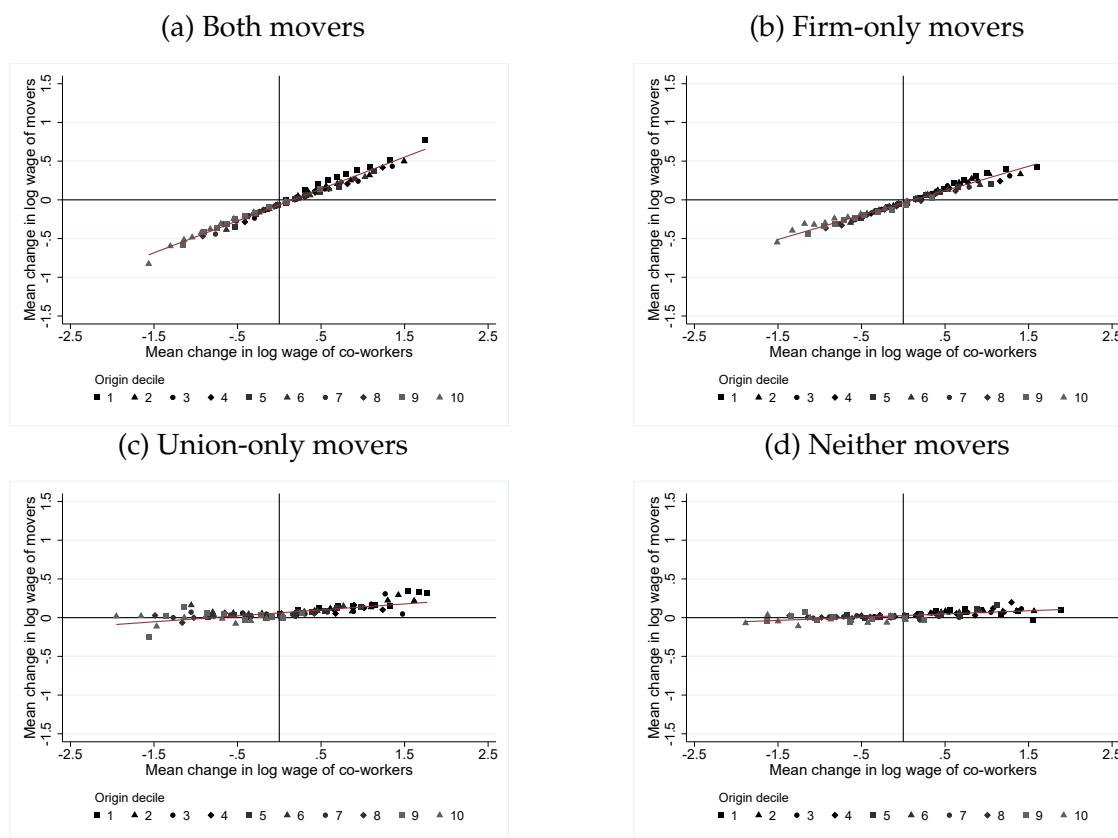 (a) Both movers
(b) Firm-only movers
Mean change in log wage of movers
1.5
1
.5
0
-.5
-1
-1.5
-2.5
-1.5
-.5
.5
1.5
2.5
Mean change in log wage of co-workers
Origin decile
1 2 3 4 5 6 7 8 9 10
Mean change in log wage of movers
1.5
1
.5
0
-.5
-1
-1.5
-2.5
-1.5
-.5
.5
1.5
2.5
Mean change in log wage of co-workers
Origin decile
1 2 3 4 5 6 7 8 9 10
(c) Union-only movers
(d) Neither movers
Mean change in log wage of movers
1.5
1
.5
0
-.5
-1
-1.5
-2.5
-1.5
-.5
.5
1.5
2.5
Mean change in log wage of co-workers
Origin decile
1 2 3 4 5 6 7 8 9 10
Mean change in log wage of movers
1.5
1
.5
0
-.5
-1
-1.5
-2.5
-1.5
-.5
.5
1.5
2.5
Mean change in log wage of co-workers
Origin decile
1 2 3 4 5 6 7 8 9 10